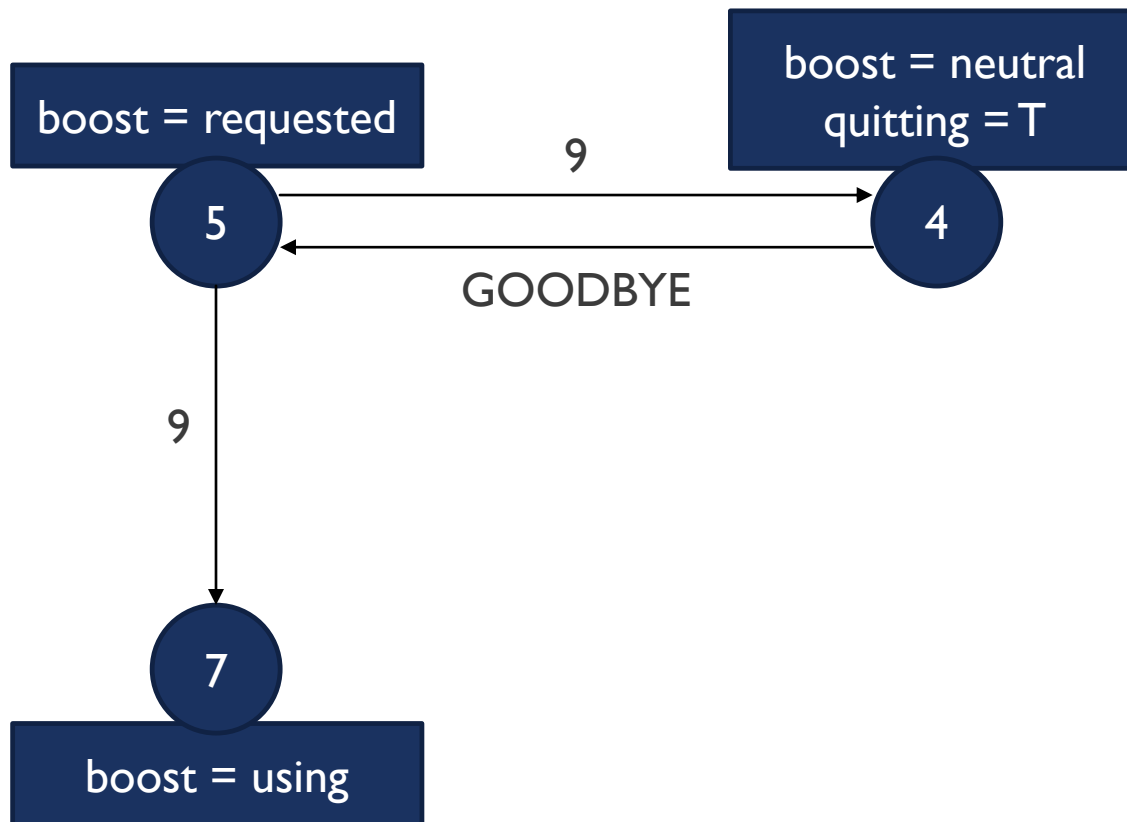 boost = requested
boost = neutral
quitting = T
9
5
4
GOODBYE
9
7
boost = using